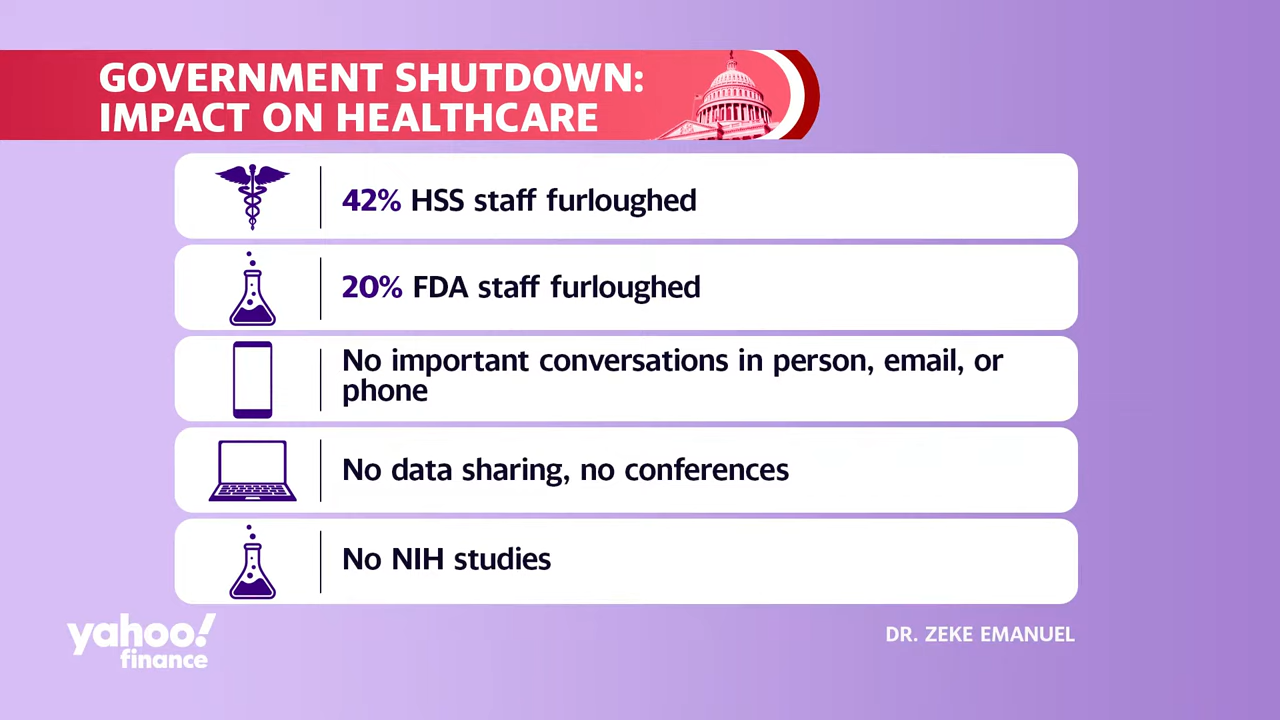 GOVERNMENT SHUTDOWN:
IMPACT ON HEALTHCARE
42% HSS staff furloughed
20% FDA staff furloughed
No important conversations in person, email, or
phone
No data sharing, no conferences
No NIH studies
yahoo!
finance
DR. ZEKE EMANUEL